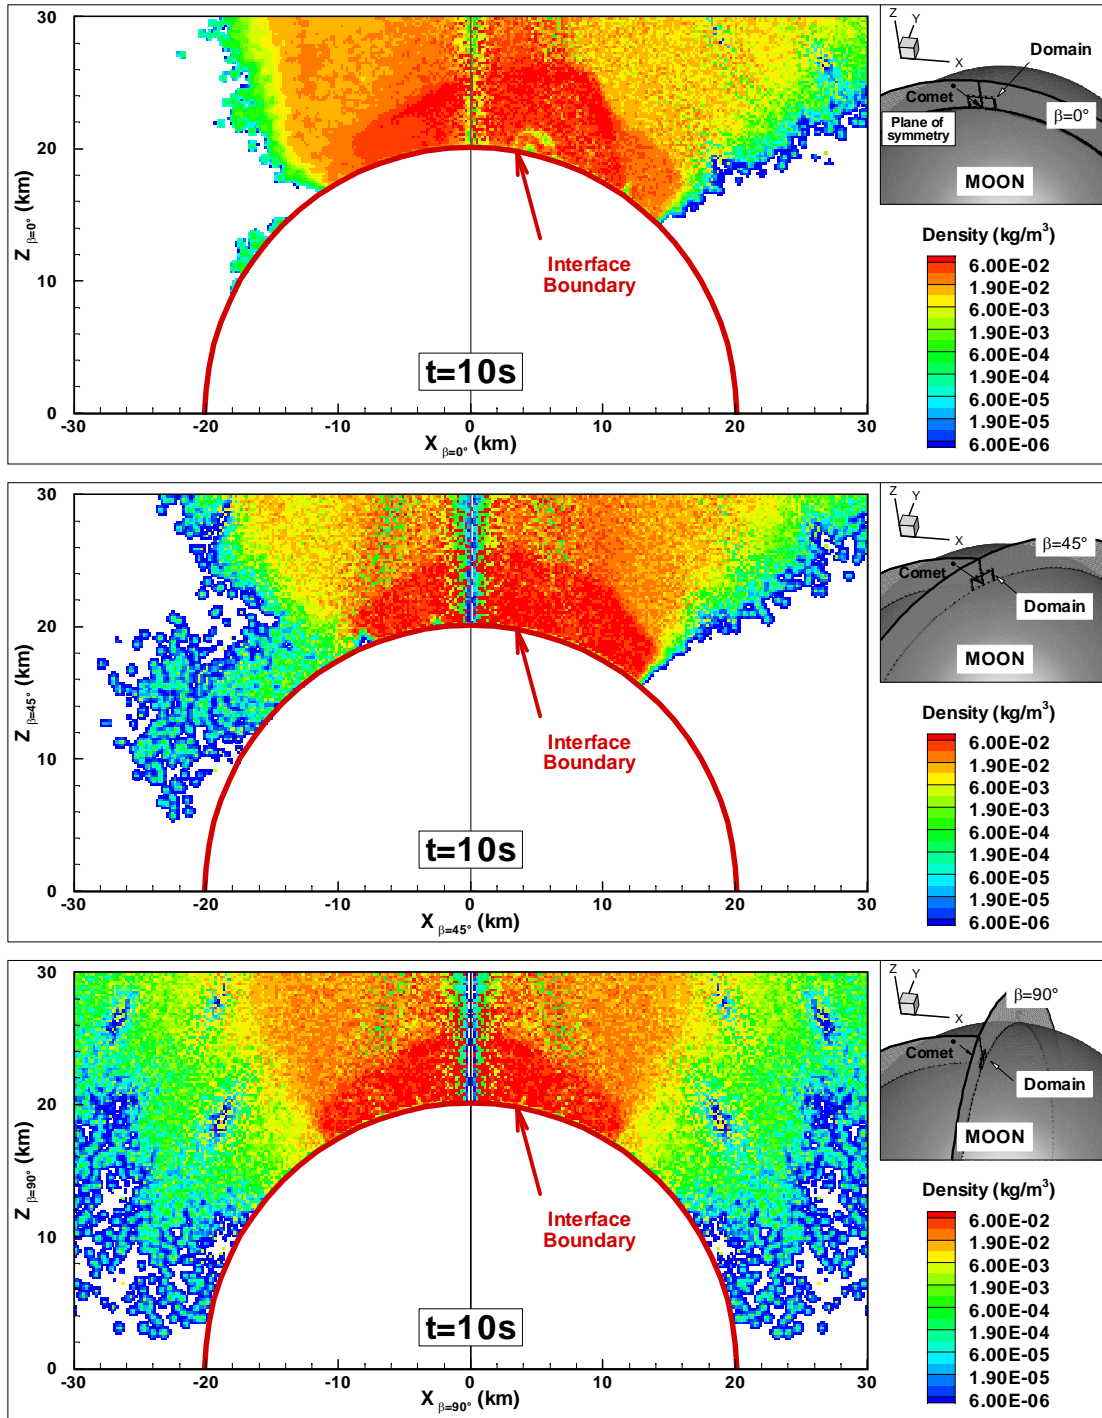 30
20
10
0
Z β=0° (km)
-30 -20 -10 0 10 20 30
X β=0° (km)
Interface
Boundary
t=10s
Z
Y
X
Domain
Comet
β=0°
Plane of
symmetry
MOON
Density (kg/m³)
6.00E-02
1.90E-02
6.00E-03
1.90E-03
6.00E-04
1.90E-04
6.00E-05
1.90E-05
6.00E-06
30
20
10
0
Z β=45° (km)
-30 -20 -10 0 10 20 30
X β=45° (km)
Interface
Boundary
t=10s
Z
Y
X
β=45°
Comet
Domain
MOON
Density (kg/m³)
6.00E-02
1.90E-02
6.00E-03
1.90E-03
6.00E-04
1.90E-04
6.00E-05
1.90E-05
6.00E-06
30
20
10
0
Z β=90° (km)
-30 -20 -10 0 10 20 30
X β=90° (km)
Interface
Boundary
t=10s
Z
Y
X
β=90°
Comet
Domain
MOON
Density (kg/m³)
6.00E-02
1.90E-02
6.00E-03
1.90E-03
6.00E-04
1.90E-04
6.00E-05
1.90E-05
6.00E-06